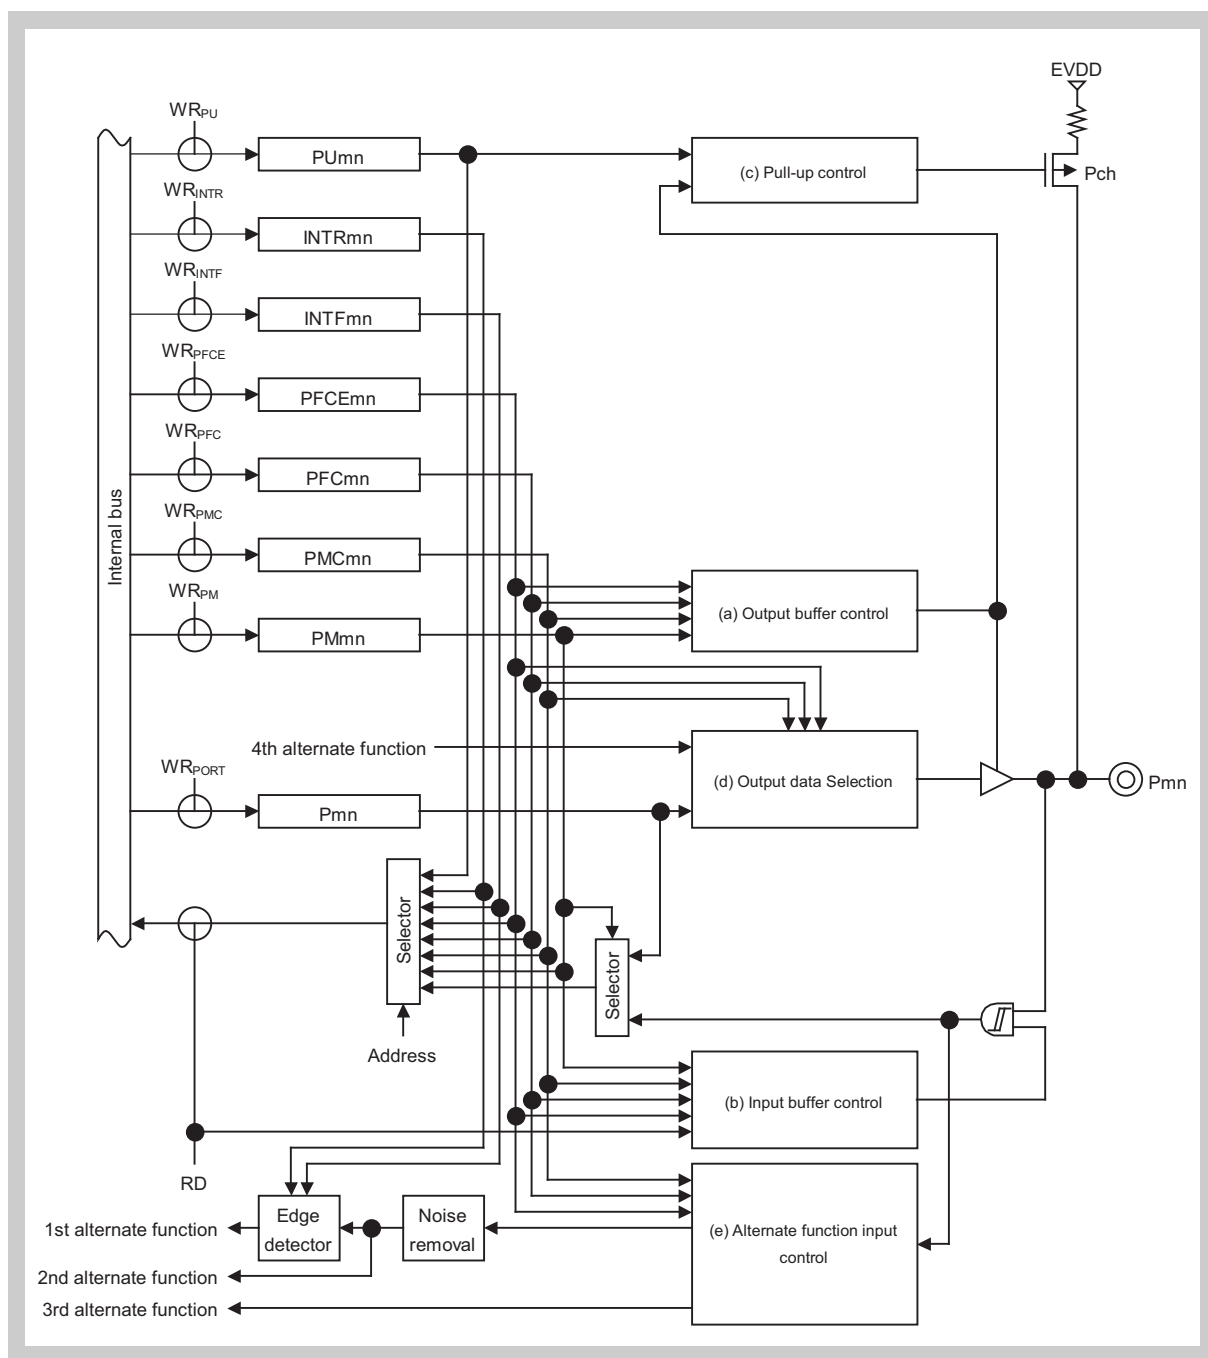 EVDD
WRPU
PUmn
(c) Pull-up control
Pch
WRINTR
INTRmn
WRINTF
INTFmn
WRPFCE
PFCEmn
WRPFC
PFCmn
Internal bus
WRPMC
PMCmn
WRPM
PMmn
(a) Output buffer control
4th alternate function
WRPORT
Pmn
(d) Output data Selection
Pmn
Selector
Selector
Address
(b) Input buffer control
RD
1st alternate function
Edge
detector
Noise
removal
(e) Alternate function input
control
2nd alternate function
3rd alternate function